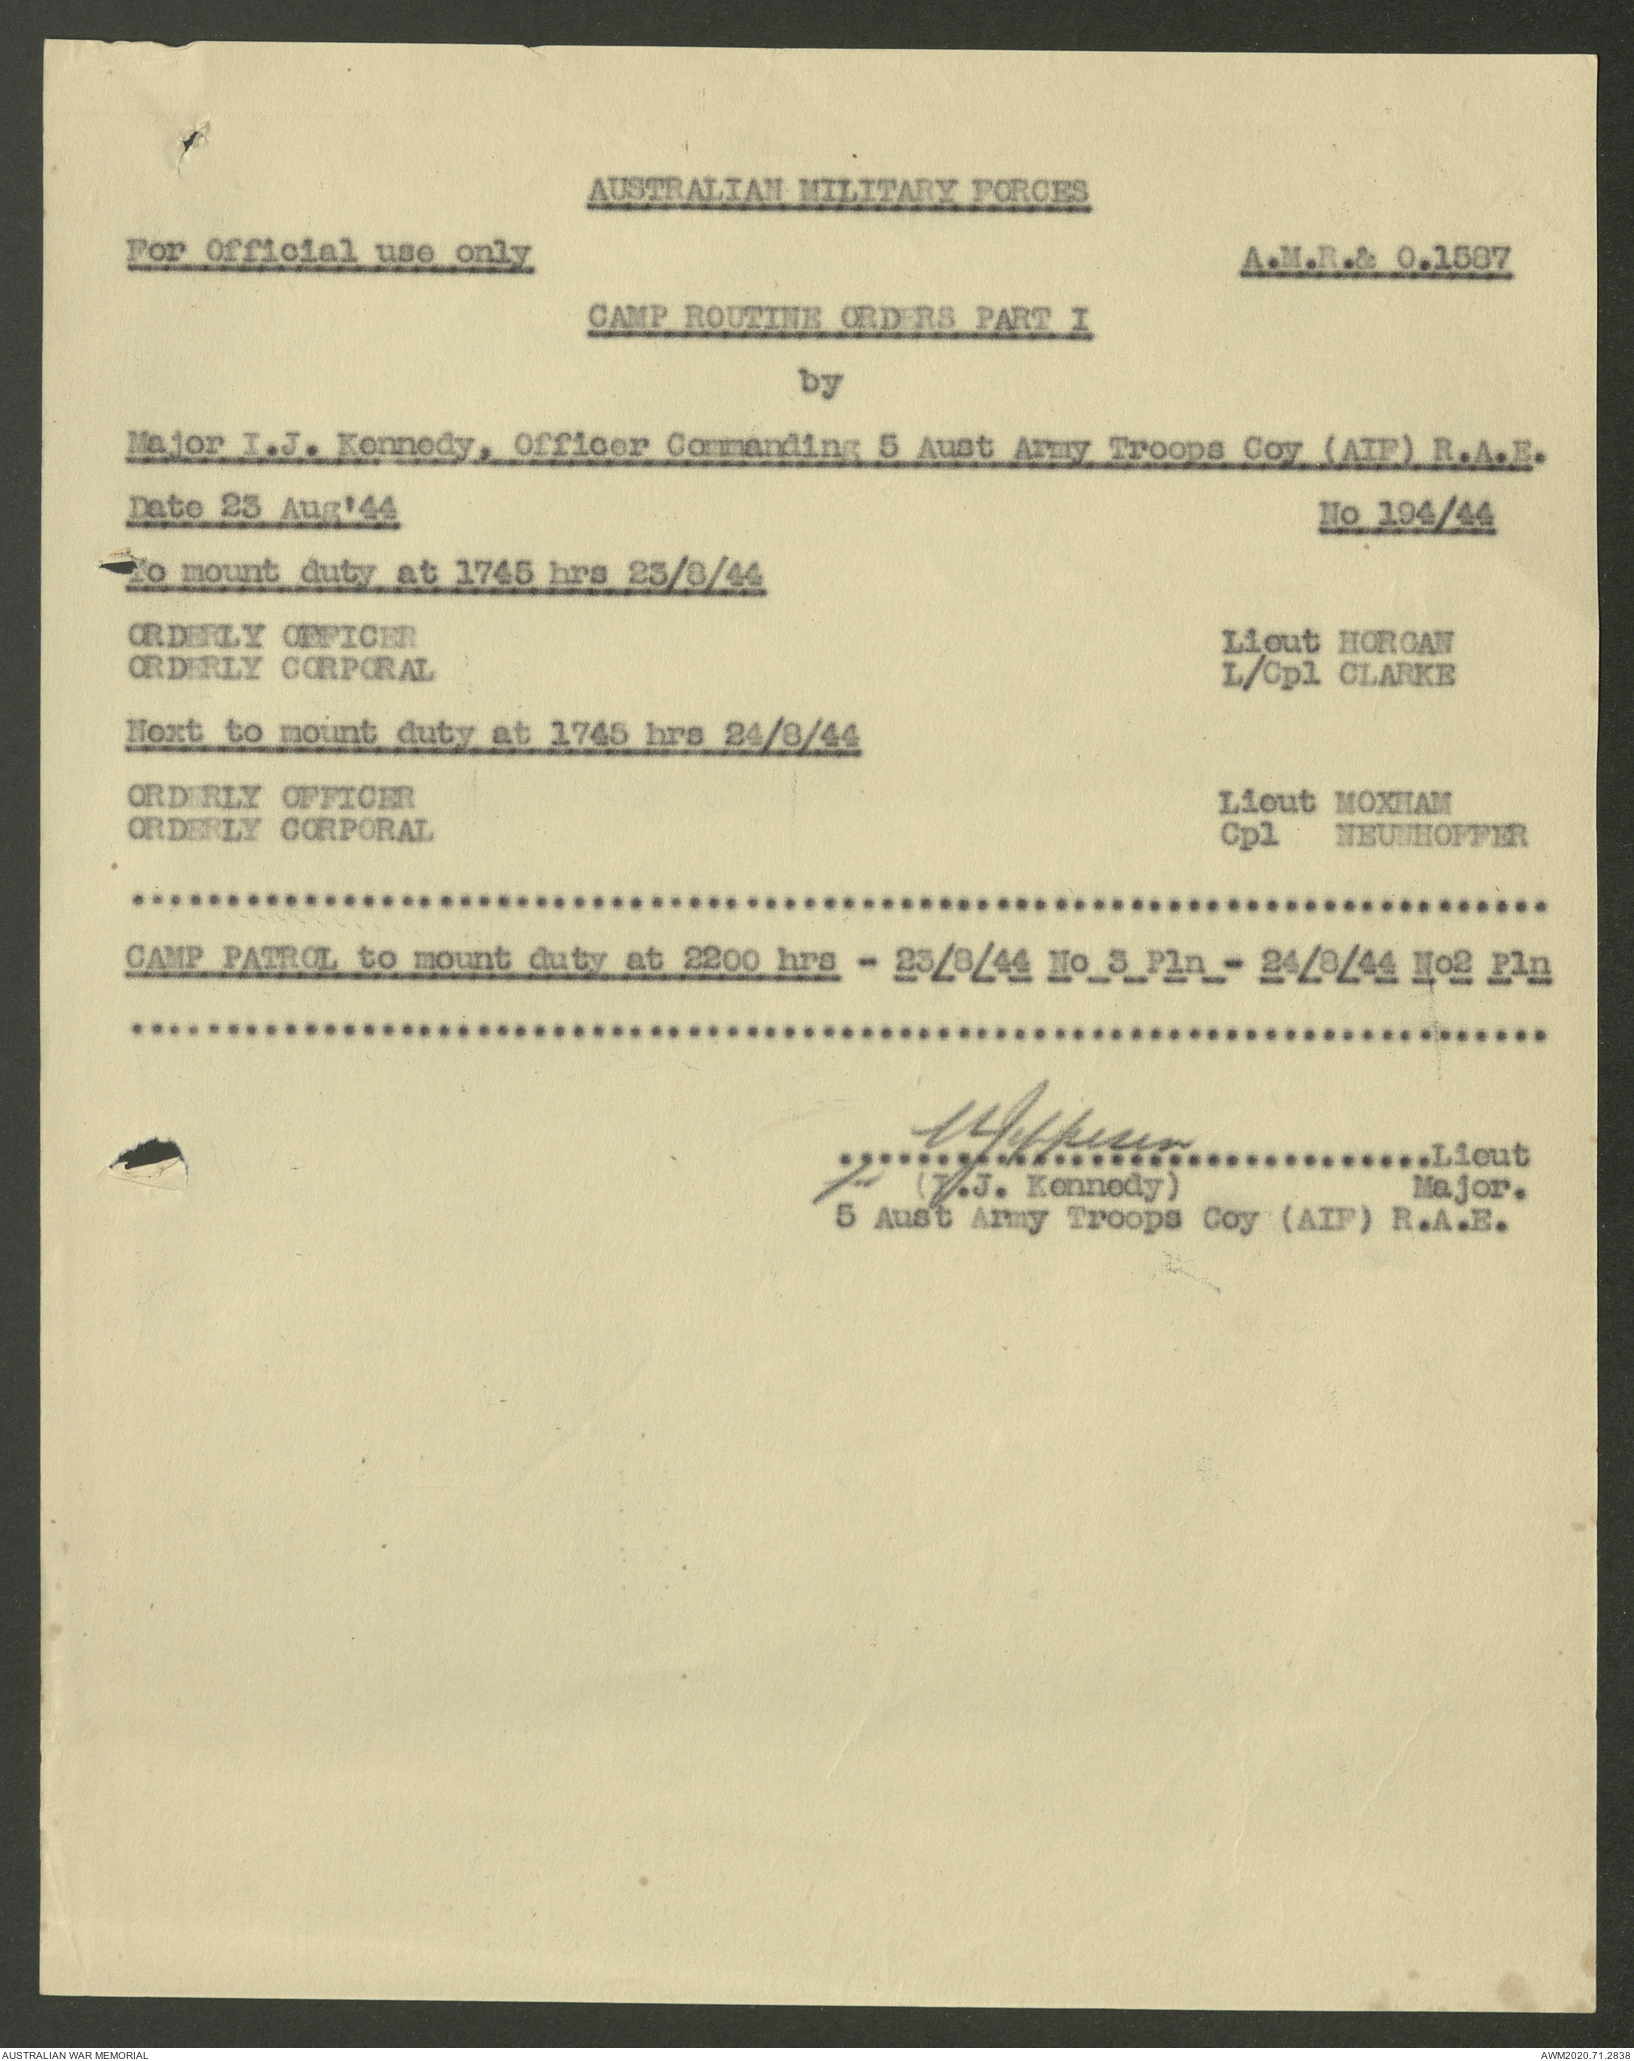 AUSTRALIAN MILITARY FORCES
For Official use only A.M.R.& O.1587
CAMP ROUTINE ORDERS PART I
by
Major I.J. Kennedy, Officer Commanding 5 Aust Army Troops Coy (AIF) R.A.E.
Date 23 Aug'44 No 194/44
To mount duty at 1745 hrs 23/8/44
ORDERLY OFFICER Lieut HORGAN
ORDERLY CORPORAL L/Cpl CLARKE
Next to mount duty at 1745 hrs 24/8/44
ORDERLY OFFICER Lieut MOXHAM
ORDERLY CORPORAL Cpl NEUNHOFFER
CAMP PATROL to mount duty at 2200 hrs - 23/8/44 No 3 Pln - 24/8/44 No2 Pln
Lieut
(I.J. Kennedy) Major.
5 Aust Army Troops Coy (AIF) R.A.E.
AUSTRALIAN WAR MEMORIAL AWM2020.71.2838